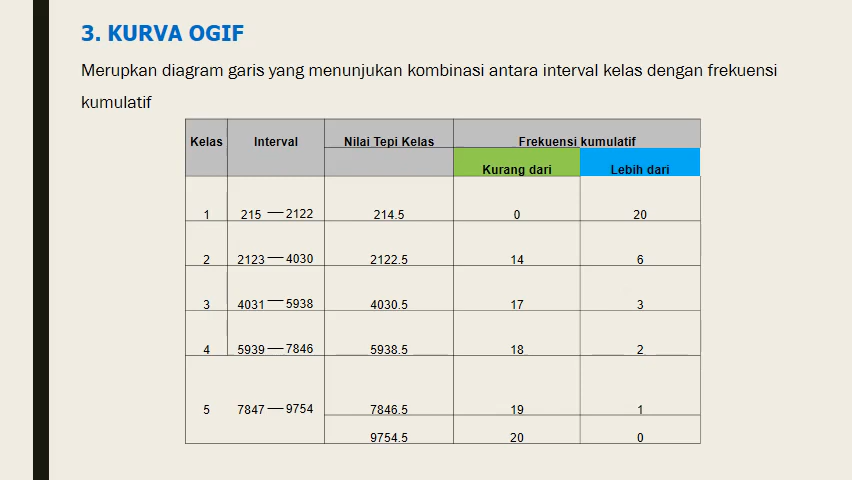 3. KURVA OGIF
Merupkan diagram garis yang menunjukan kombinasi antara interval kelas dengan frekuensi
kumulatif
Kelas Interval Nilai Tepi Kelas Frekuensi kumulatif
Kurang dari Lebih dari
1 215 — 2122 214.5 0 20
2 2123 — 4030 2122.5 14 6
3 4031 — 5938 4030.5 17 3
4 5939 — 7846 5938.5 18 2
5 7847 — 9754 7846.5 19 1
9754.5 20 0